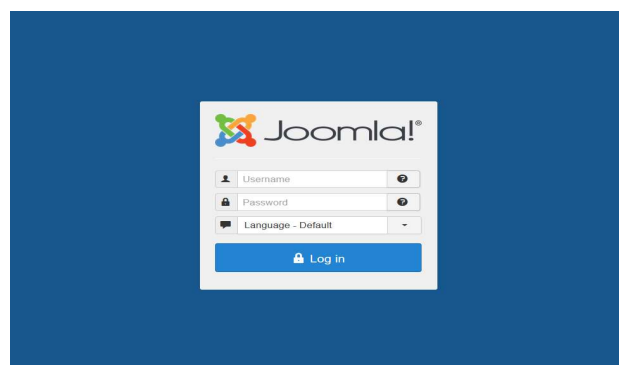 Joomla!®
Username
Password
Language - Default
Log in